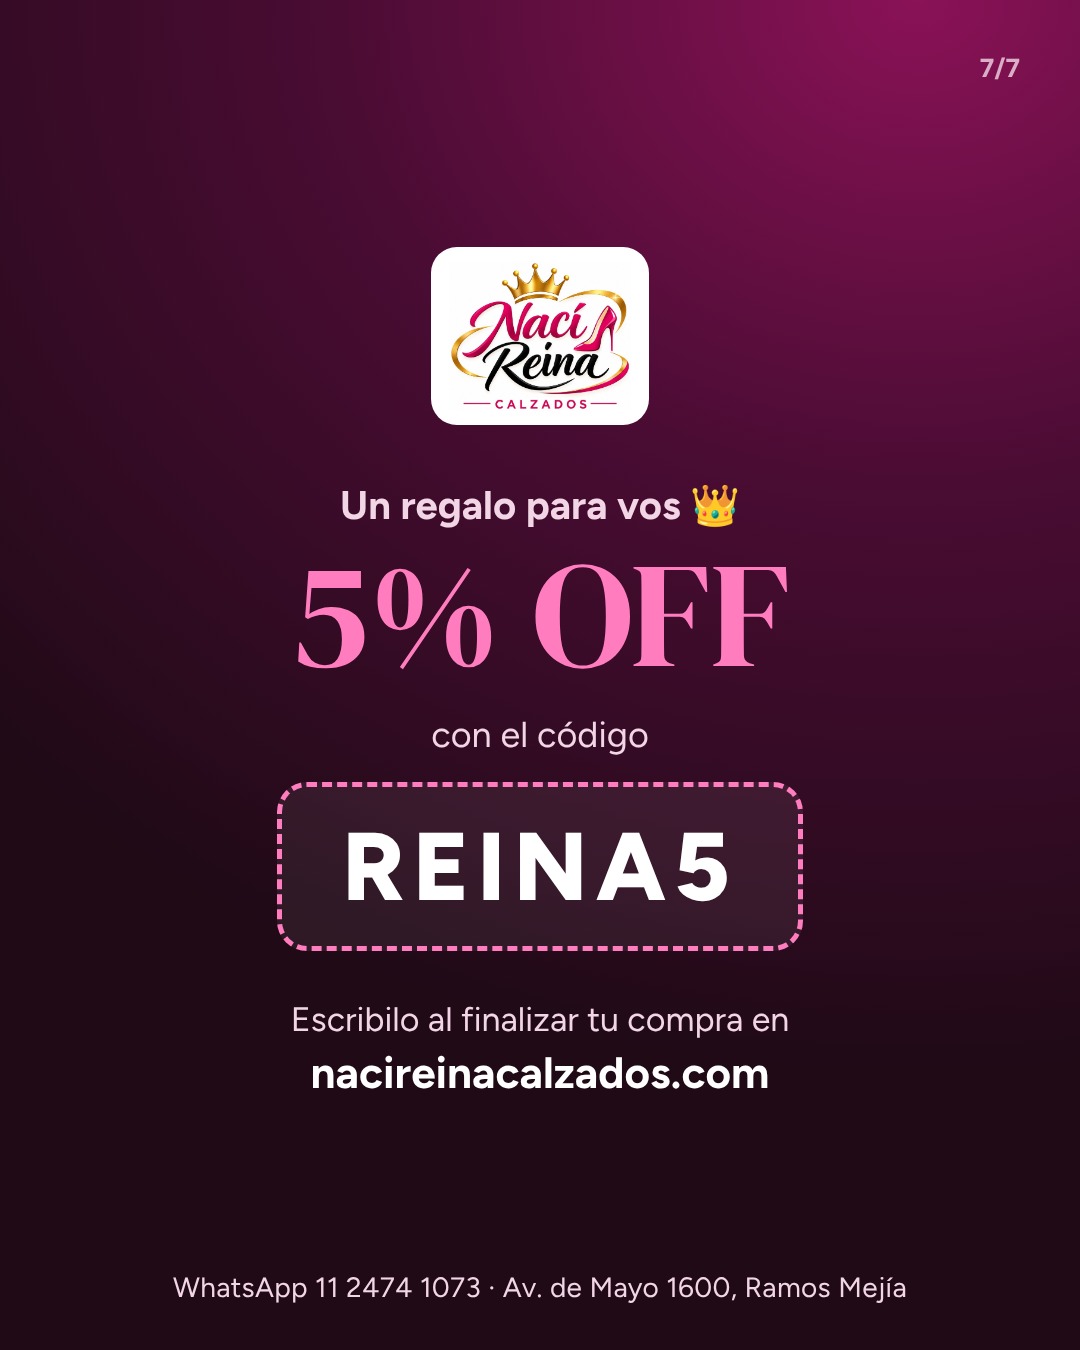 7/7
Nací
Reina
CALZADOS
Un regalo para vos 👑
5% OFF
con el código
REINA5
Escribilo al finalizar tu compra en
nacireinacalzados.com
WhatsApp 11 2474 1073 · Av. de Mayo 1600, Ramos Mejía